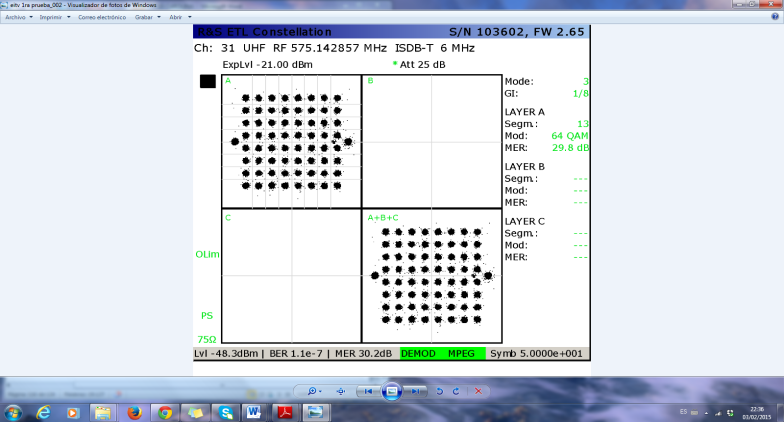 eitv 1ra prueba_002 - Visualizador de fotos de Windows
Archivo Imprimir Correo electrónico Grabar Abrir
R&S ETL Constellation S/N 103602, FW 2.65
Ch: 31 UHF RF 575.142857 MHz ISDB-T 6 MHz
ExpLvl -21.00 dBm * Att 25 dB
A
B
Mode: 3
GI: 1/8
LAYER A
Segm.: 13
Mod: 64 QAM
MER: 29.8 dB
LAYER B
Segm.: ---
Mod: ---
MER: ---
C
A+B+C
LAYER C
Segm.: ---
Mod: ---
MER: ---
OLim
PS
75Ω
Lvl -48.3dBm | BER 1.1e-7 | MER 30.2dB DEMOD MPEG Symb 5.0000e+001
ES 22:36
01/02/2015